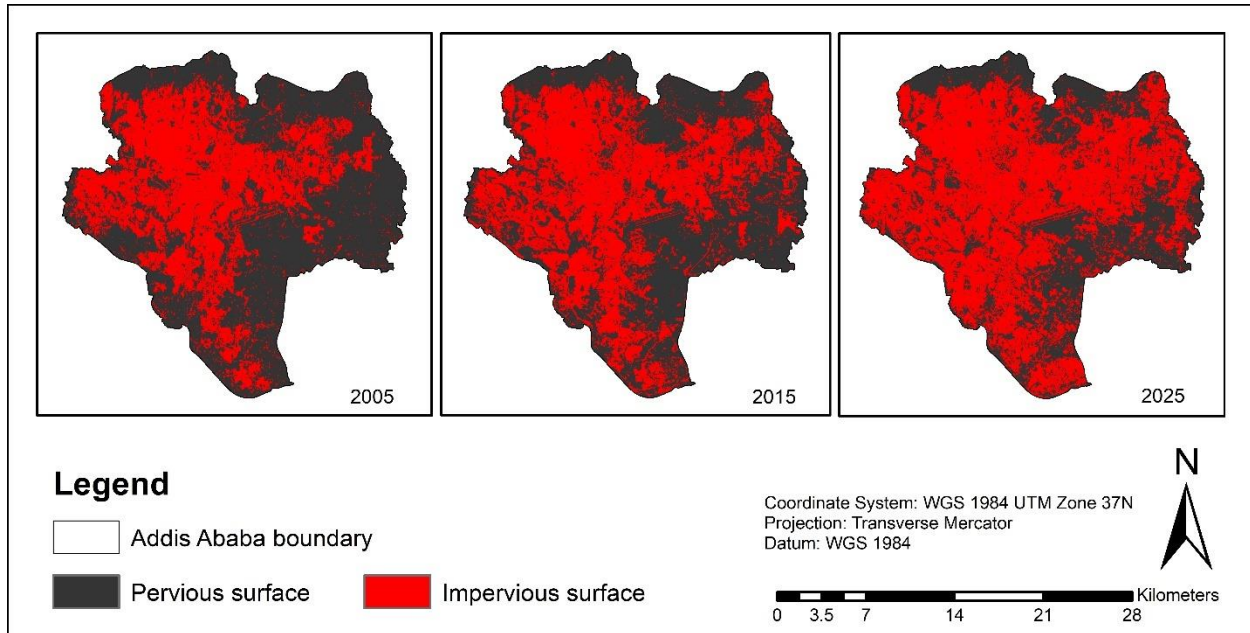 2005
2015
2025
Legend
Addis Ababa boundary
Pervious surface
Impervious surface
Coordinate System: WGS 1984 UTM Zone 37N
Projection: Transverse Mercator
Datum: WGS 1984
N
Kilometers
0 3.5 7 14 21 28